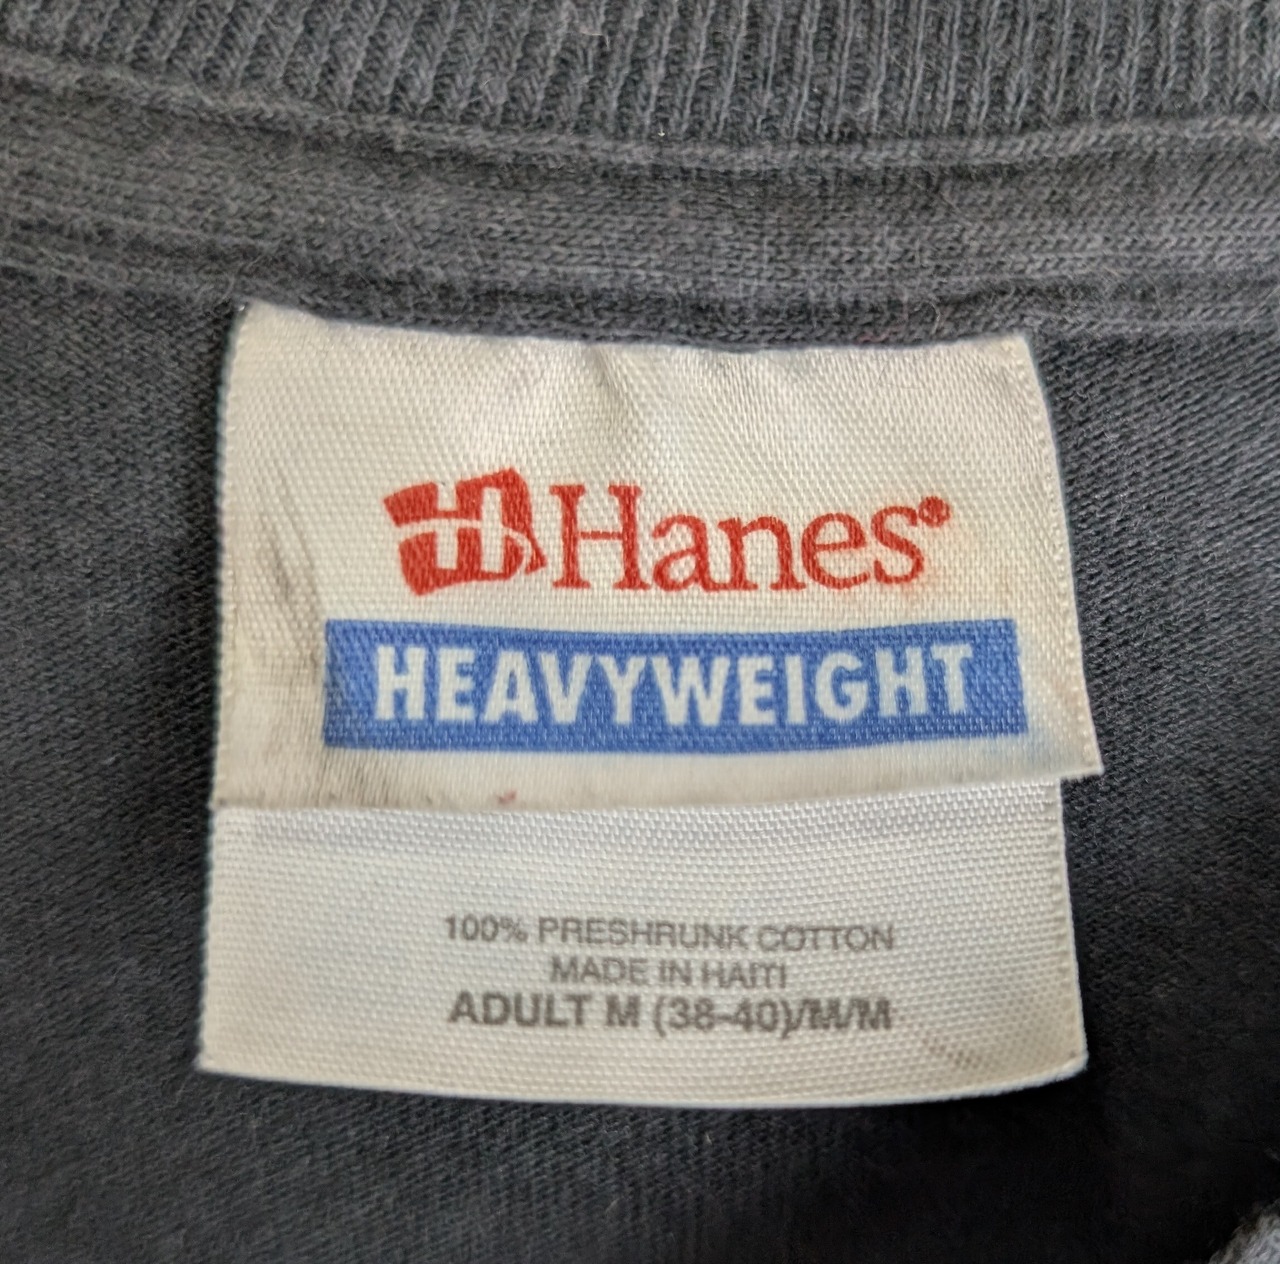 Hanes
HEAVYWEIGHT
100% PRESHRUNK COTTON
MADE IN HAITI
ADULT M (38-40)/M/M